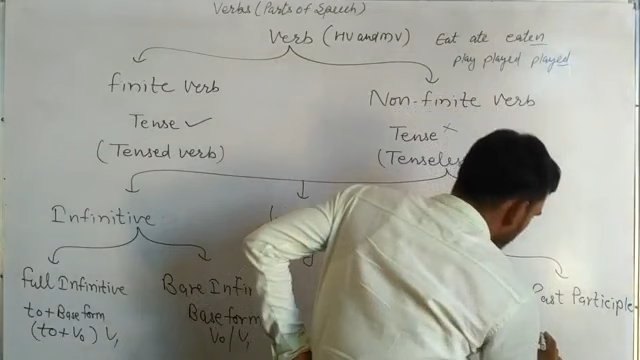 Verbs (Parts of Speech)
Verb (HV and MV)
Eat ate eaten
play played played
finite verb
Non-finite verb
Tense ✓
Tense ×
(Tensed verb)
Infinitive
full Infinitive
Bare
Past Participle
to + Base form
Base form
(to + V₀) V₁
V₀/V₁